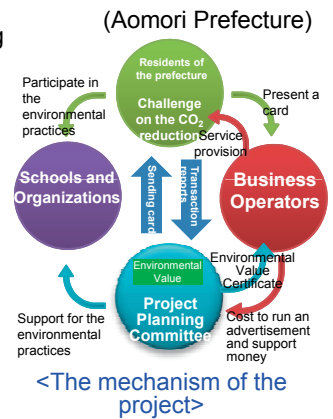 (Aomori Prefecture)
g
Residents of
the prefecture
Challenge
on the CO2
reduction
Participate in
the
environmental
practices
Present a
card
Service
provision
Schools and
Organizations
Sending card
Transaction
reports
Business
Operators
Environmental
Value
Project
Planning
Committee
Environmental
Value
Certificate
Support for the
environmental
practices
Cost to run an
advertisement
and support
money
<The mechanism of the
project>